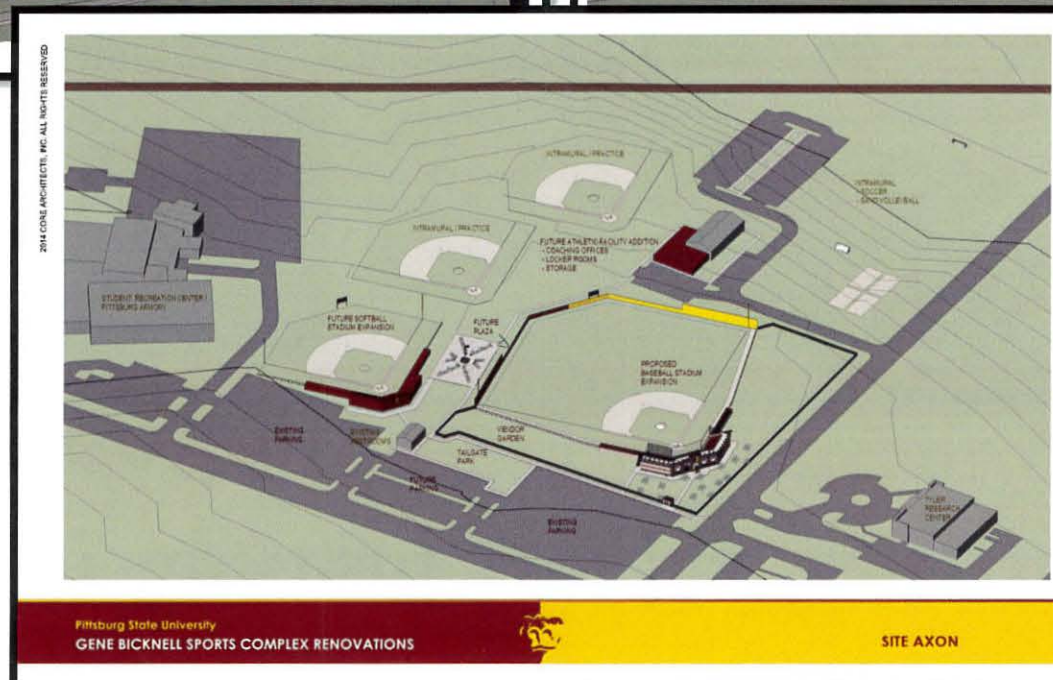 2014 CORE ARCHITECTS, INC. ALL RIGHTS RESERVED
INTRAMURAL / PRACTICE
INTRAMURAL
- SOCCER
- SAND VOLLEYBALL
INTRAMURAL / PRACTICE
FUTURE ATHLETIC FACILITY ADDITION
- COACHING OFFICES
- LOCKER ROOMS
- STORAGE
STUDENT RECREATION CENTER /
PITTSBURG ARMORY
FUTURE SOFTBALL
STADIUM EXPANSION
FUTURE
PLAZA
PROPOSED
BASEBALL STADIUM
EXPANSION
EXISTING
PARKING
EXISTING
RESTROOMS
VENDOR
GARDEN
TAILGATE
PARK
FUTURE
PARKING
EXISTING
PARKING
TYLER
RESEARCH
CENTER
Pittsburg State University
GENE BICKNELL SPORTS COMPLEX RENOVATIONS
SITE AXON